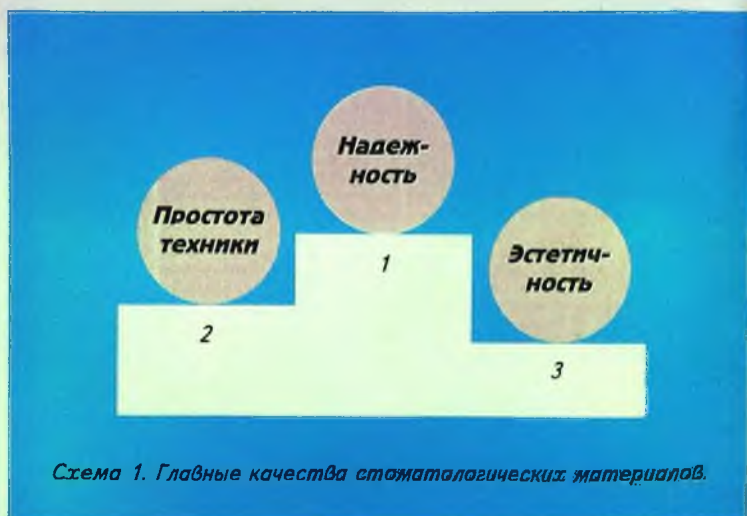 Надеж-
ность
Простота
техники
Эстетич-
ность
1
2
3
Схема 1. Главные качества стоматологических материалов.